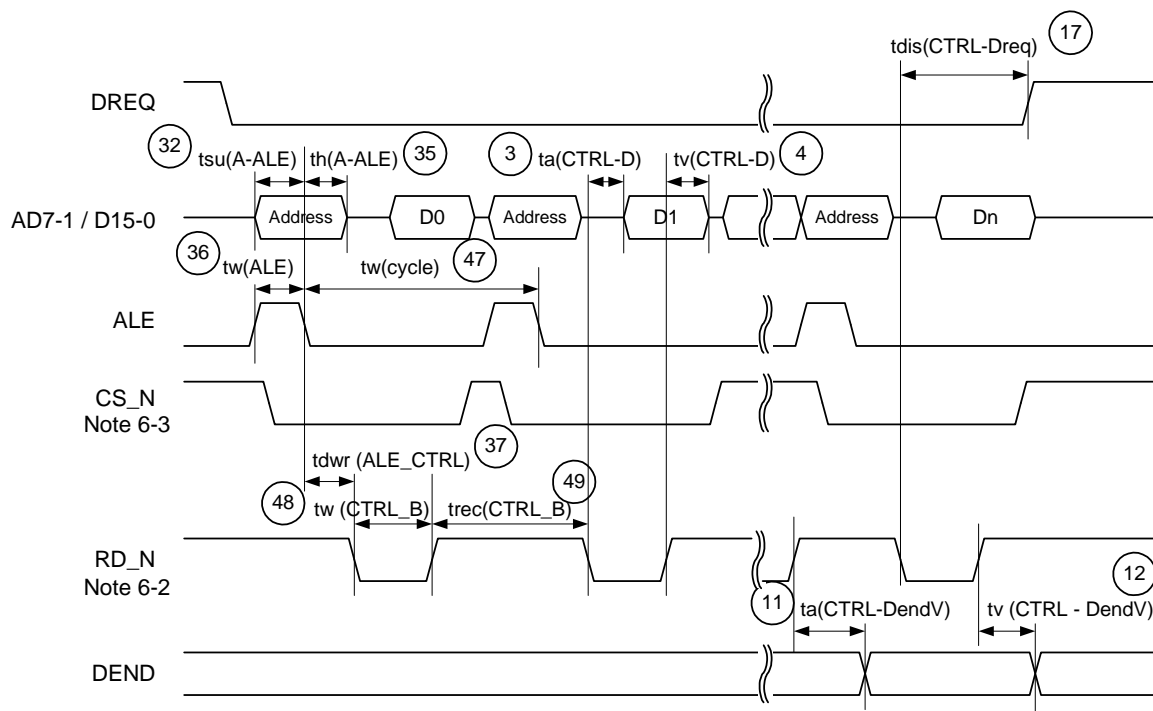 17
tdis(CTRL-Dreq)
DREQ
32
tsu(A-ALE)
th(A-ALE)
35
3
ta(CTRL-D)
tv(CTRL-D)
4
AD7-1 / D15-0
Address
D0
Address
D1
Address
Dn
36
tw(ALE)
tw(cycle)
47
ALE
CS_N
Note 6-3
37
tdwr (ALE_CTRL)
48
tw (CTRL_B)
trec(CTRL_B)
49
RD_N
Note 6-2
11
12
ta(CTRL-DendV)
tv (CTRL - DendV)
DEND